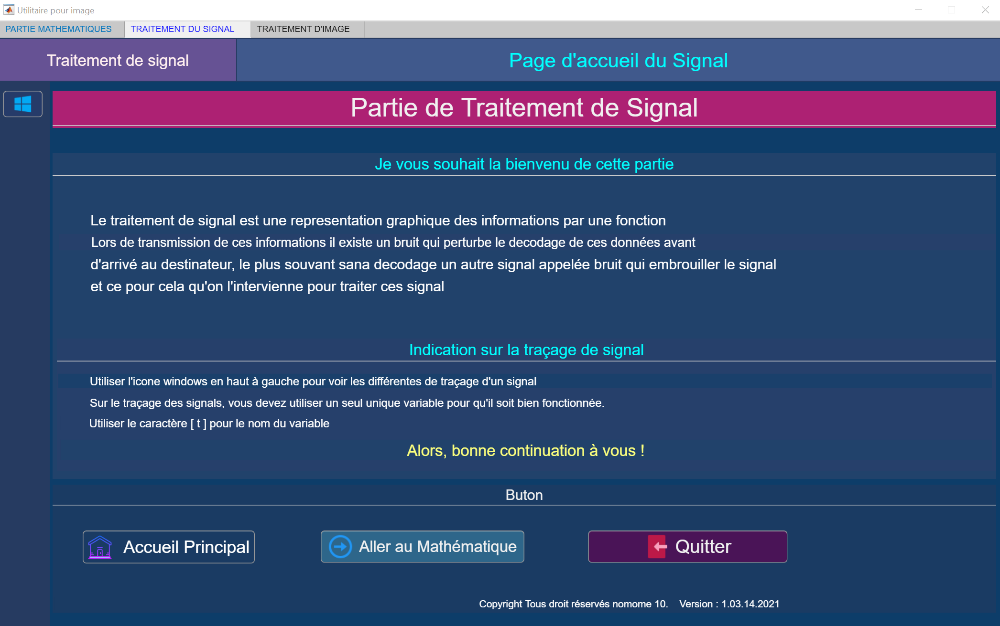 Utilitaire pour image
PARTIE MATHEMATIQUES
TRAITEMENT DU SIGNAL
TRAITEMENT D'IMAGE
Traitement de signal
Page d'accueil du Signal
Partie de Traitement de Signal
Je vous souhait la bienvenu de cette partie
Le traitement de signal est une representation graphique des informations par une fonction
Lors de transmission de ces informations il existe un bruit qui perturbe le decodage de ces données avant
d'arrivé au destinateur, le plus souvant sana decodage un autre signal appelée bruit qui embrouiller le signal
et ce pour cela qu'on l'intervienne pour traiter ces signal
Indication sur la traçage de signal
Utiliser l'icone windows en haut à gauche pour voir les différentes de traçage d'un signal
Sur le traçage des signals, vous devez utiliser un seul unique variable pour qu'il soit bien fonctionnée.
Utiliser le caractère [ t ] pour le nom du variable
Alors, bonne continuation à vous !
Buton
Accueil Principal
Aller au Mathématique
Quitter
Copyright Tous droit réservés nomome 10. Version : 1.03.14.2021